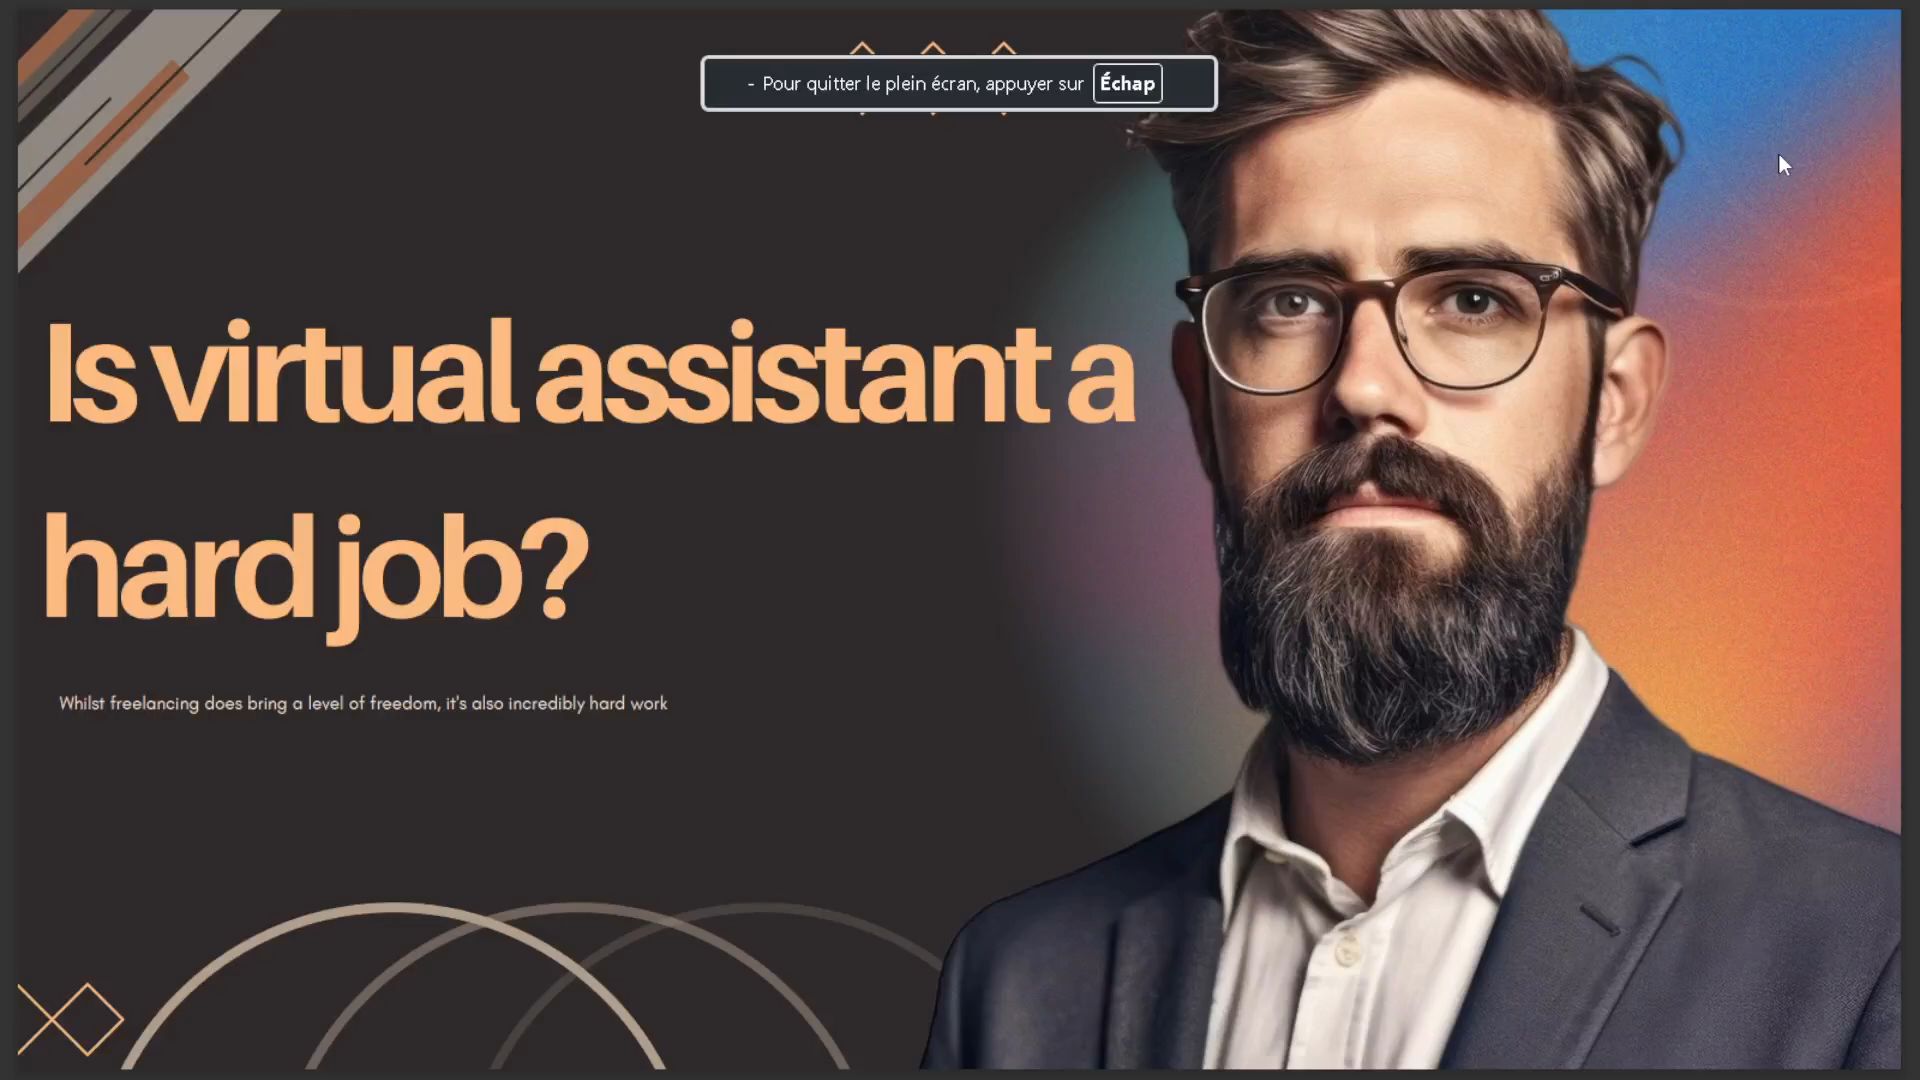 - Pour quitter le plein écran, appuyer sur Échap
Is virtual assistant a
hard job?
Whilst freelancing does bring a level of freedom, it's also incredibly hard work